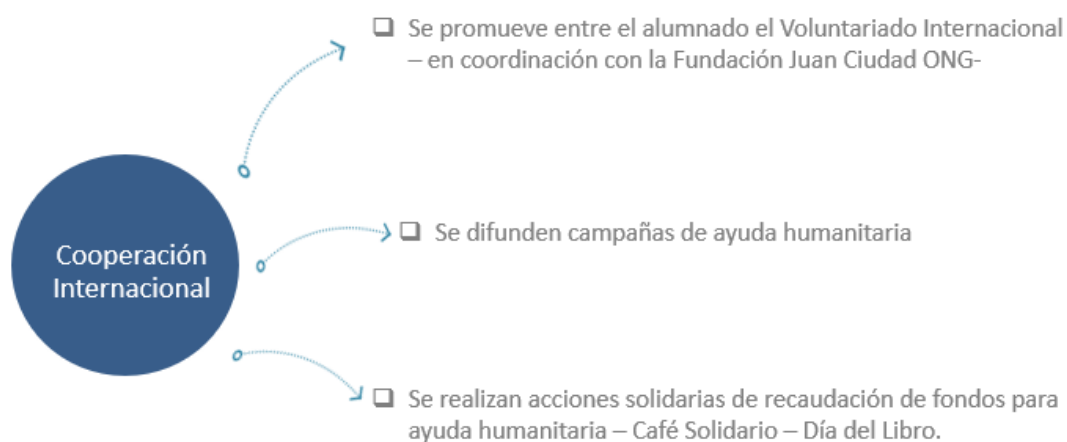 ❑ Se promueve entre el alumnado el Voluntariado Internacional
– en coordinación con la Fundación Juan Ciudad ONG-
Cooperación
Internacional
❑ Se difunden campañas de ayuda humanitaria
❑ Se realizan acciones solidarias de recaudación de fondos para
ayuda humanitaria – Café Solidario – Día del Libro.